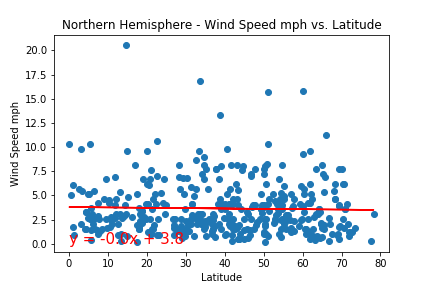 Northern Hemisphere - Wind Speed mph vs. Latitude
20.0
17.5
15.0
12.5
10.0
7.5
5.0
2.5
0.0
Wind Speed mph
y = -0.0x + 3.8
0 10 20 30 40 50 60 70 80
Latitude